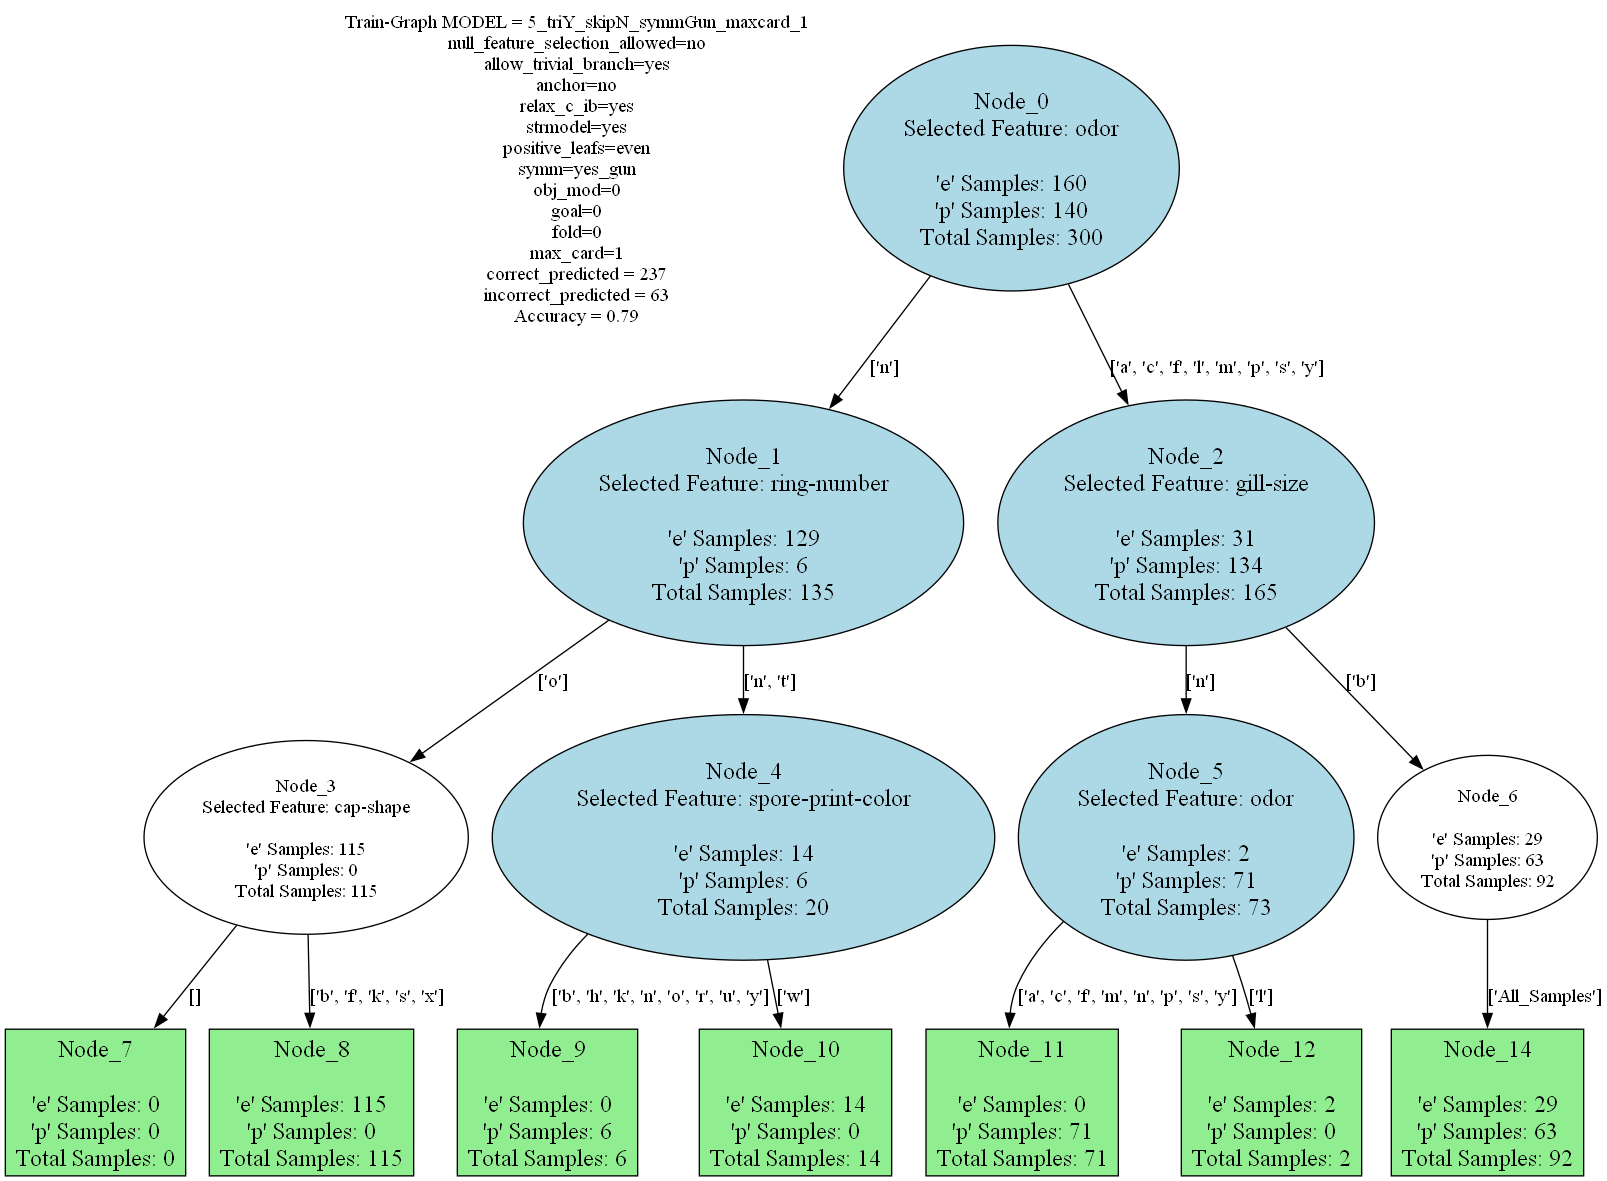 Train-Graph MODEL = 5_triY_skipN_symmGun_maxcard_1
null_feature_selection_allowed=no
allow_trivial_branch=yes
anchor=no
relax_c_ib=yes
strmodel=yes
positive_leafs=even
symm=yes_gun
obj_mod=0
goal=0
fold=0
max_card=1
correct_predicted = 237
incorrect_predicted = 63
Accuracy = 0.79
Node_0
Selected Feature: odor
'e' Samples: 160
'p' Samples: 140
Total Samples: 300
['n']
['a', 'c', 'f', 'l', 'm', 'p', 's', 'y']
Node_1
Selected Feature: ring-number
'e' Samples: 129
'p' Samples: 6
Total Samples: 135
Node_2
Selected Feature: gill-size
'e' Samples: 31
'p' Samples: 134
Total Samples: 165
['o']
['n', 't']
['n']
['b']
Node_3
Selected Feature: cap-shape
'e' Samples: 115
'p' Samples: 0
Total Samples: 115
Node_4
Selected Feature: spore-print-color
'e' Samples: 14
'p' Samples: 6
Total Samples: 20
Node_5
Selected Feature: odor
'e' Samples: 2
'p' Samples: 71
Total Samples: 73
Node_6
'e' Samples: 29
'p' Samples: 63
Total Samples: 92
[]
['b', 'f', 'k', 's', 'x']
['b', 'h', 'k', 'n', 'o', 'r', 'u', 'y']
['w']
['a', 'c', 'f', 'm', 'n', 'p', 's', 'y']
['l']
['All_Samples']
Node_7
'e' Samples: 0
'p' Samples: 0
Total Samples: 0
Node_8
'e' Samples: 115
'p' Samples: 0
Total Samples: 115
Node_9
'e' Samples: 0
'p' Samples: 6
Total Samples: 6
Node_10
'e' Samples: 14
'p' Samples: 0
Total Samples: 14
Node_11
'e' Samples: 0
'p' Samples: 71
Total Samples: 71
Node_12
'e' Samples: 2
'p' Samples: 0
Total Samples: 2
Node_14
'e' Samples: 29
'p' Samples: 63
Total Samples: 92